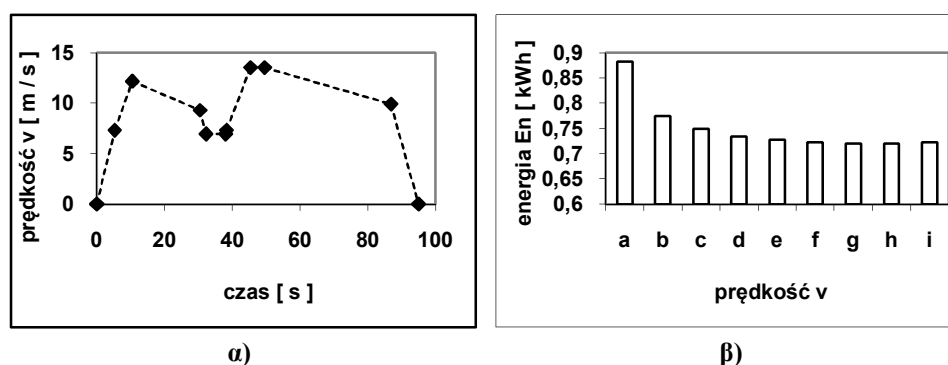 prędkość v [ m / s ]
15
10
5
0
0 20 40 60 80 100
czas [ s ]
α)
energia En [ kWh ]
0,9
0,85
0,8
0,75
0,7
0,65
0,6
a b c d e f g h i
prędkość v
β)